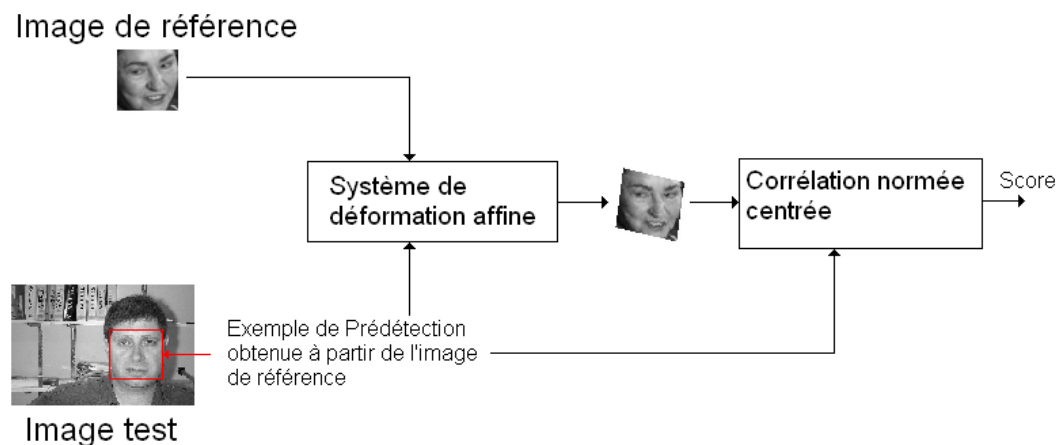 Image de référence
Système de
déformation affine
Corrélation normée
centrée
Score
Exemple de Prédétection
obtenue à partir de l'image
de référence
Image test